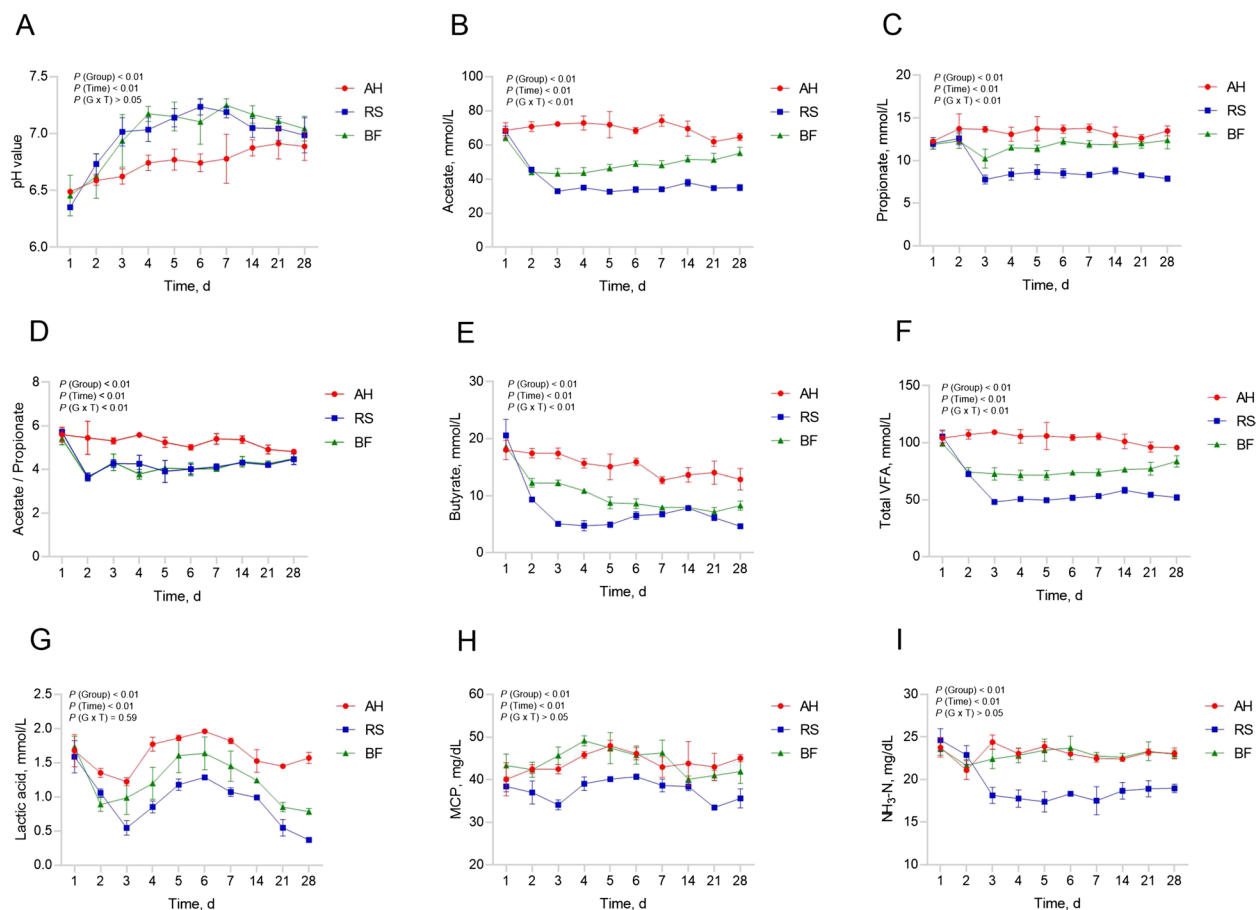 A
P (Group) < 0.01
P (Time) < 0.01
P (G x T) > 0.05
7.5
7.0
6.5
6.0
pH value
1 2 3 4 5 6 7 14 21 28
Time, d
AH
RS
BF
B
P (Group) < 0.01
P (Time) < 0.01
P (G x T) < 0.01
100
80
60
40
20
0
Acetate, mmol/L
1 2 3 4 5 6 7 14 21 28
Time, d
AH
RS
BF
C
P (Group) < 0.01
P (Time) < 0.01
P (G x T) < 0.01
20
15
10
5
0
Propionate, mmol/L
1 2 3 4 5 6 7 14 21 28
Time, d
AH
RS
BF
D
P (Group) < 0.01
P (Time) < 0.01
P (G x T) < 0.01
8
6
4
2
0
Acetate / Propionate
1 2 3 4 5 6 7 14 21 28
Time, d
AH
RS
BF
E
P (Group) < 0.01
P (Time) < 0.01
P (G x T) < 0.01
30
20
10
0
Butyrate, mmol/L
1 2 3 4 5 6 7 14 21 28
Time, d
AH
RS
BF
F
P (Group) < 0.01
P (Time) < 0.01
P (G x T) < 0.01
150
100
50
0
Total VFA, mmol/L
1 2 3 4 5 6 7 14 21 28
Time, d
AH
RS
BF
G
P (Group) < 0.01
P (Time) < 0.01
P (G x T) = 0.59
2.5
2.0
1.5
1.0
0.5
0.0
Lactic acid, mmol/L
1 2 3 4 5 6 7 14 21 28
Time, d
AH
RS
BF
H
P (Group) < 0.01
P (Time) < 0.01
P (G x T) > 0.05
60
50
40
30
20
MCP, mg/dL
1 2 3 4 5 6 7 14 21 28
Time, d
AH
RS
BF
I
P (Group) < 0.01
P (Time) < 0.01
P (G x T) > 0.05
30
25
20
15
10
NH₃-N, mg/dL
1 2 3 4 5 6 7 14 21 28
Time, d
AH
RS
BF